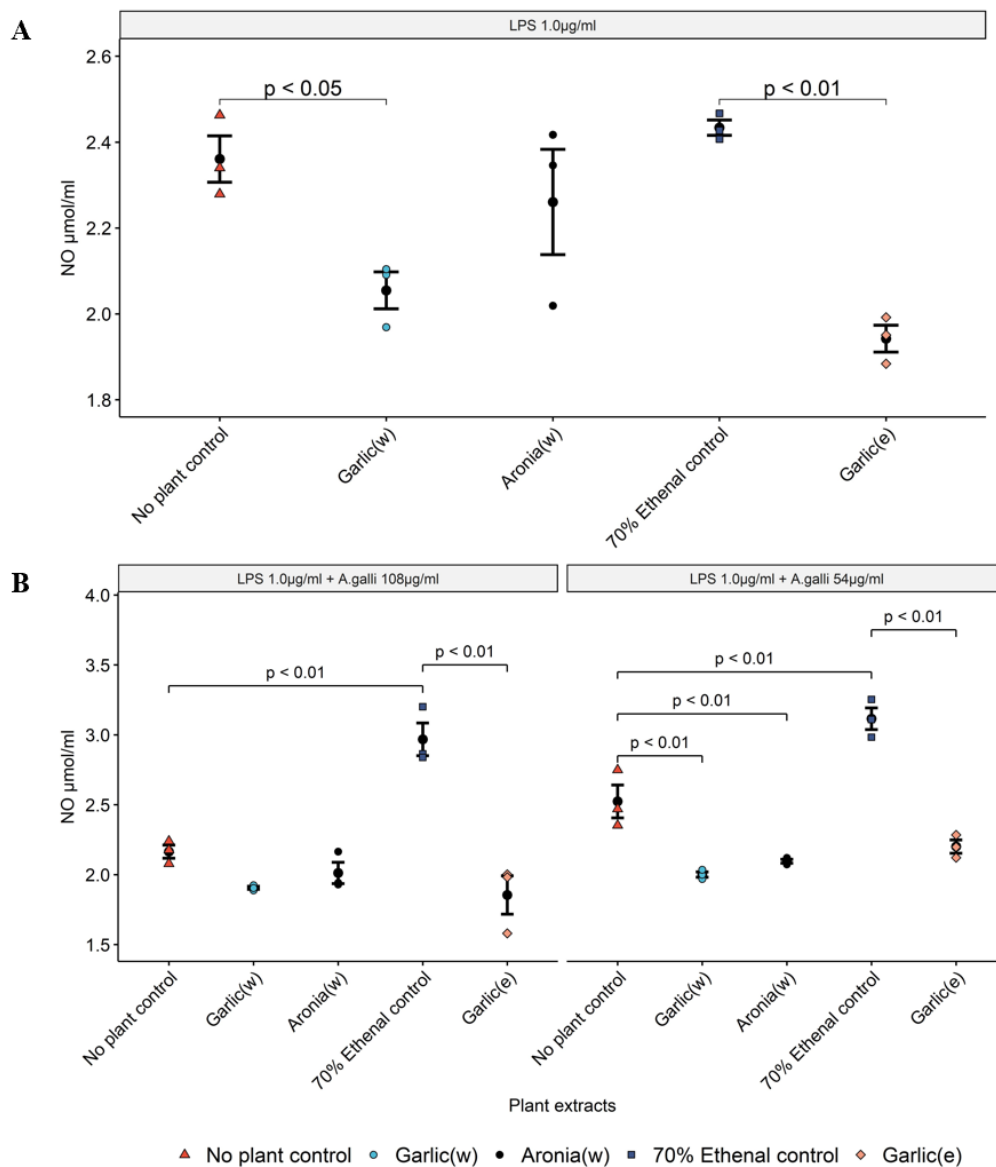 A
LPS 1.0µg/ml
2.6
2.4
2.2
2.0
1.8
NO µmol/ml
p < 0.05
p < 0.01
No plant control
Garlic(w)
Aronia(w)
70% Ethenal control
Garlic(e)
B
LPS 1.0µg/ml + A.galli 108µg/ml
LPS 1.0µg/ml + A.galli 54µg/ml
4.0
3.5
3.0
2.5
2.0
1.5
NO µmol/ml
p < 0.01
p < 0.01
p < 0.01
p < 0.01
p < 0.01
p < 0.01
No plant control
Garlic(w)
Aronia(w)
70% Ethenal control
Garlic(e)
No plant control
Garlic(w)
Aronia(w)
70% Ethenal control
Garlic(e)
Plant extracts
No plant control Garlic(w) Aronia(w) 70% Ethenal control Garlic(e)